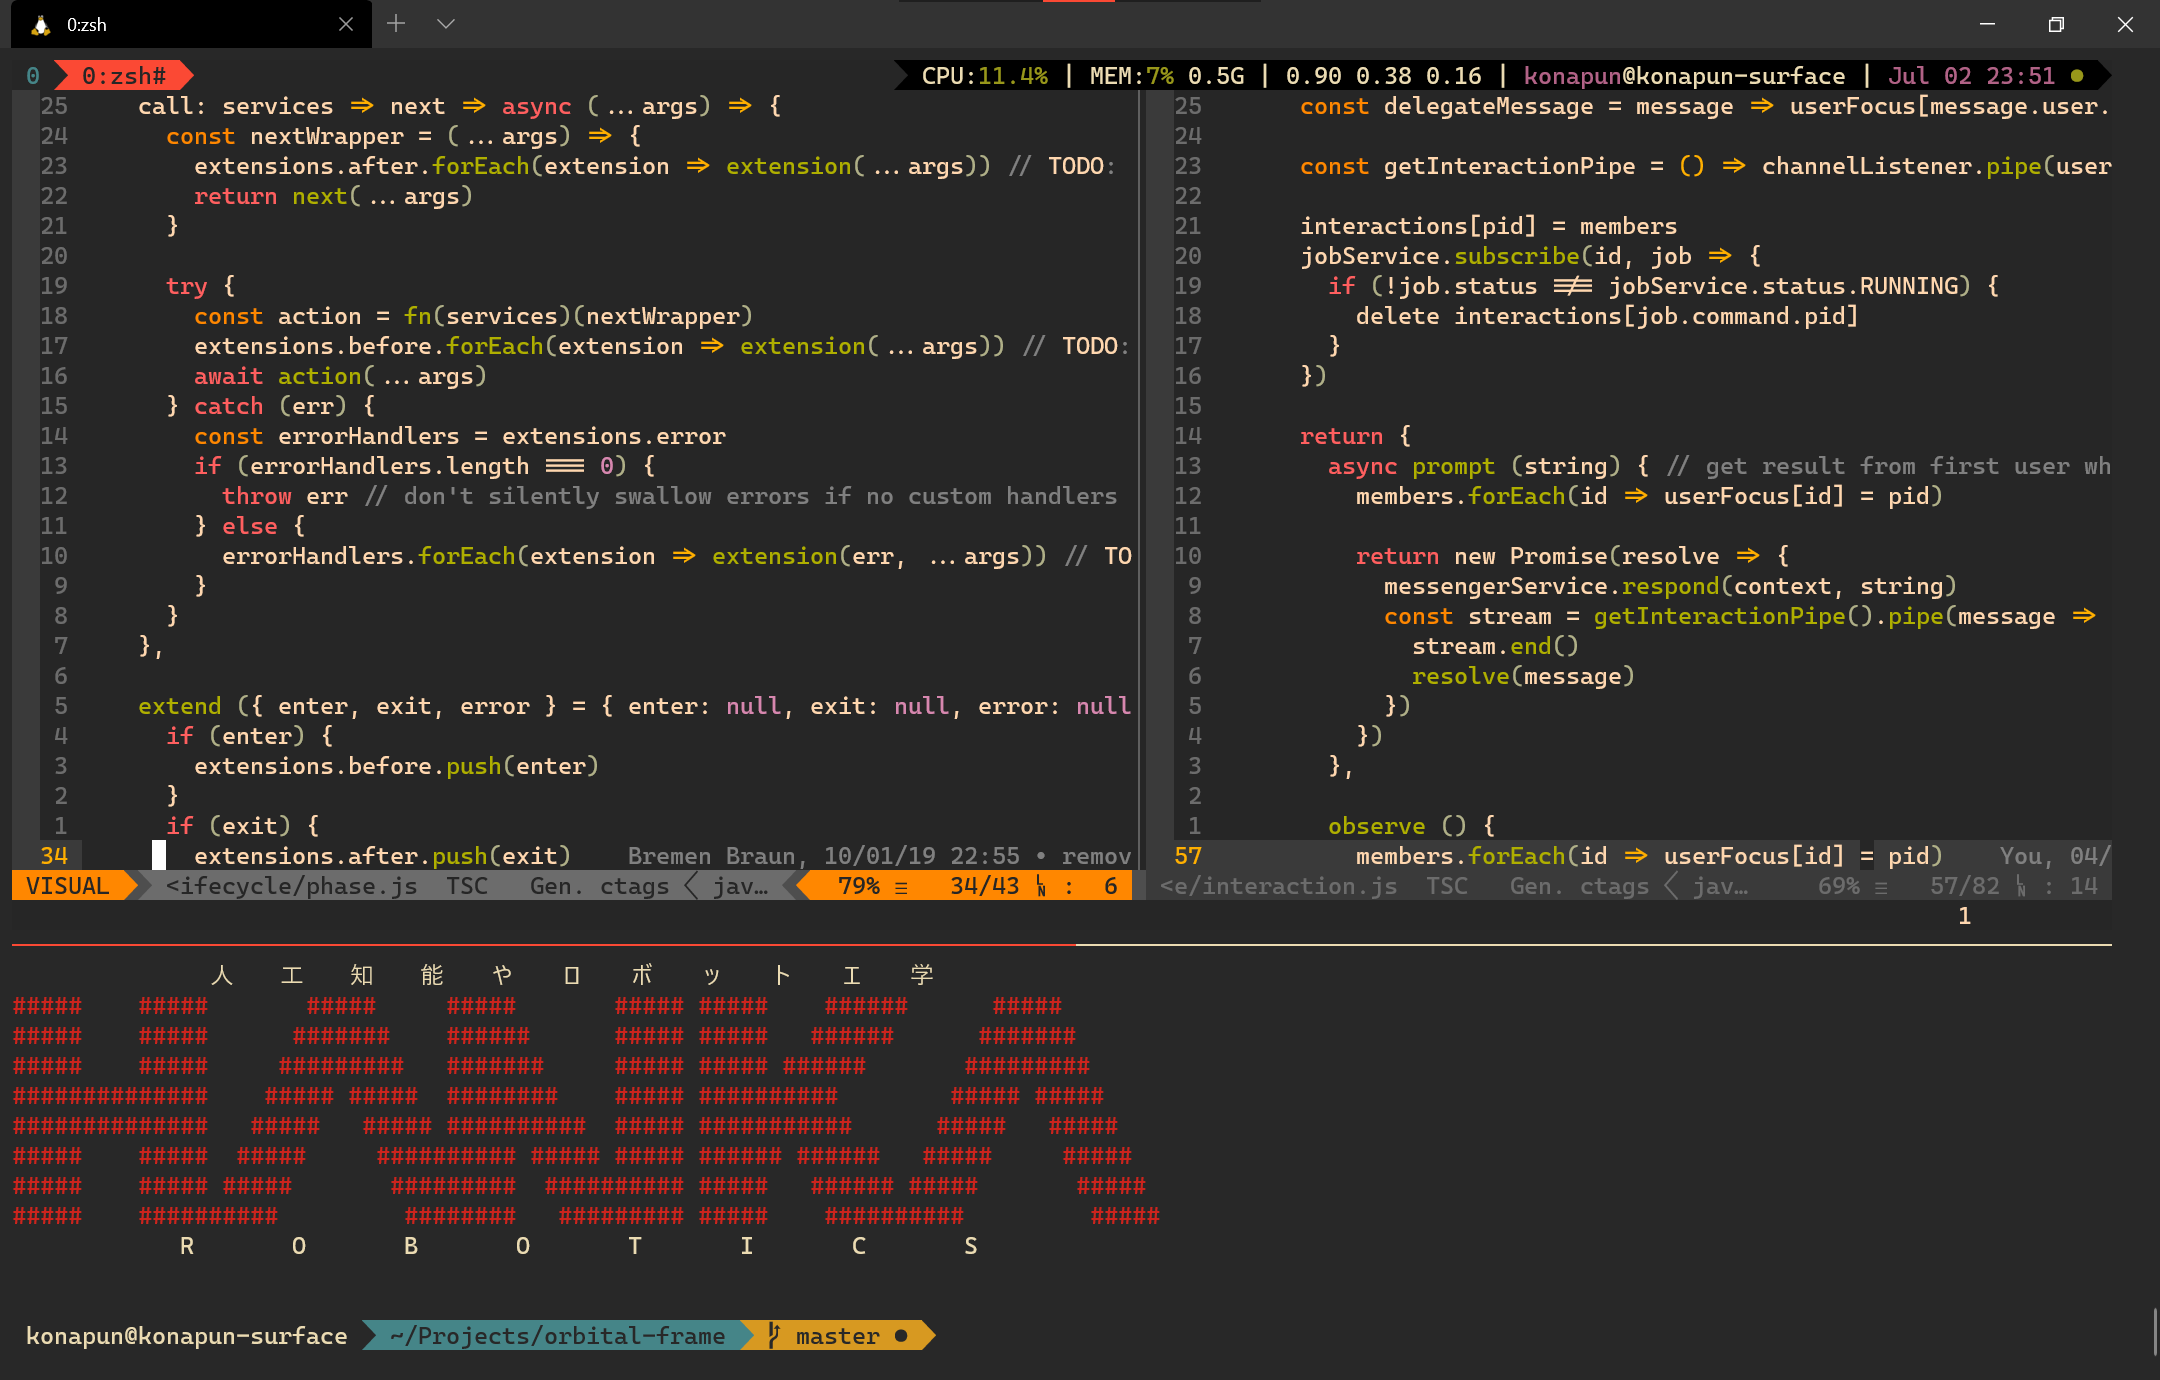 0:zsh
0 0:zsh# CPU:11.4% | MEM:7% 0.5G | 0.90 0.38 0.16 | konapun@konapun-surface | Jul 02 23:51 ●
25 call: services => next => async (...args) => {
24 const nextWrapper = (...args) => {
23 extensions.after.forEach(extension => extension(...args)) // TODO:
22 return next(...args)
21 }
20
19 try {
18 const action = fn(services)(nextWrapper)
17 extensions.before.forEach(extension => extension(...args)) // TODO:
16 await action(...args)
15 } catch (err) {
14 const errorHandlers = extensions.error
13 if (errorHandlers.length === 0) {
12 throw err // don't silently swallow errors if no custom handlers
11 } else {
10 errorHandlers.forEach(extension => extension(err, ...args)) // TO
9 }
8 }
7 },
6
5 extend ({ enter, exit, error } = { enter: null, exit: null, error: null
4 if (enter) {
3 extensions.before.push(enter)
2 }
1 if (exit) {
34 extensions.after.push(exit) Bremen Braun, 10/01/19 22:55 • remov
VISUAL <ifecycle/phase.js TSC Gen. ctags jav… 79% ≡ 34/43 ㏑ : 6
25 const delegateMessage = message => userFocus[message.user.
24
23 const getInteractionPipe = () => channelListener.pipe(user
22
21 interactions[pid] = members
20 jobService.subscribe(id, job => {
19 if (!job.status !== jobService.status.RUNNING) {
18 delete interactions[job.command.pid]
17 }
16 })
15
14 return {
13 async prompt (string) { // get result from first user wh
12 members.forEach(id => userFocus[id] = pid)
11
10 return new Promise(resolve => {
9 messengerService.respond(context, string)
8 const stream = getInteractionPipe().pipe(message =>
7 stream.end()
6 resolve(message)
5 })
4 })
3 },
2
1 observe () {
57 members.forEach(id => userFocus[id] = pid) You, 04/
<e/interaction.js TSC Gen. ctags jav… 69% ≡ 57/82 ㏑ : 14
1
人 工 知 能 や ロ ボ ッ ト 工 学
##### ##### ##### ##### ##### ##### ###### #####
##### ##### ####### ###### ##### ##### ###### #######
##### ##### ######### ####### ##### ##### ###### #########
############## ##### ##### ######## ##### ########## ##### #####
############## ##### ##### ########## ##### ########### ##### #####
##### ##### ##### ########## ##### ##### ###### ###### ##### #####
##### ##### ##### ######### ########## ##### ###### ##### #####
##### ########## ######## ######### ##### ########## #####
R O B O T I C S
konapun@konapun-surface ~/Projects/orbital-frame master ●